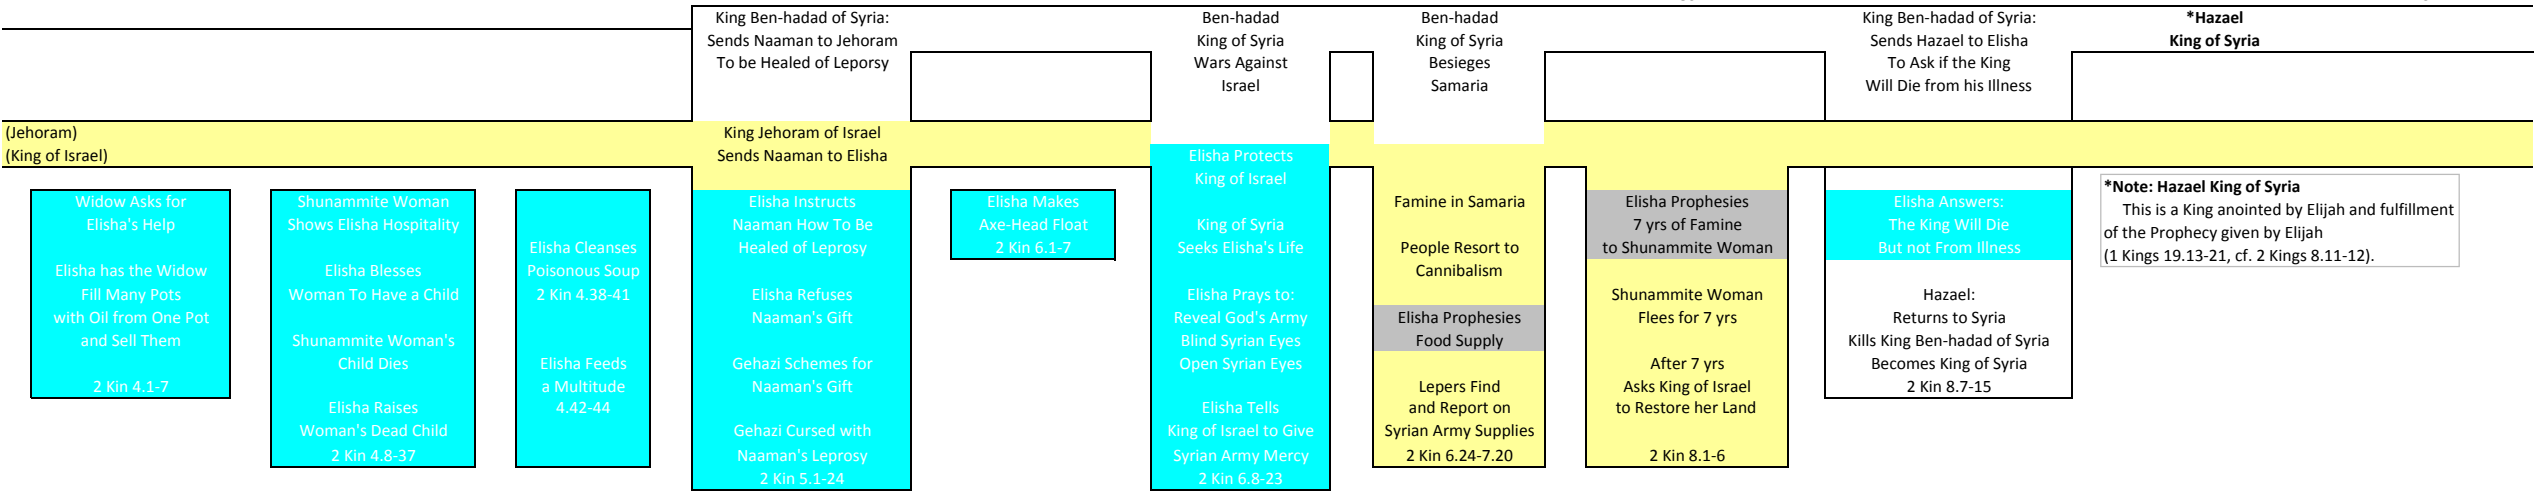 King Ben-hadad of Syria:
Sends Naaman to Jehoram
To be Healed of Leporsy
Ben-hadad
King of Syria
Wars Against
Israel
Ben-hadad
King of Syria
Besieges
Samaria
King Ben-hadad of Syria:
Sends Hazael to Elisha
To Ask if the King
Will Die from his Illness
*Hazael
King of Syria
(Jehoram)
(King of Israel)
King Jehoram of Israel
Sends Naaman to Elisha
Widow Asks for
Elisha's Help
Elisha has the Widow
Fill Many Pots
with Oil from One Pot
and Sell Them
2 Kin 4.1-7
Shunammite Woman
Shows Elisha Hospitality
Elisha Blesses
Woman To Have a Child
Shunammite Woman's
Child Dies
Elisha Raises
Woman's Dead Child
2 Kin 4.8-37
Elisha Cleanses
Poisonous Soup
2 Kin 4.38-41
Elisha Feeds
a Multitude
4.42-44
Elisha Instructs
Naaman How To Be
Healed of Leprosy
Elisha Refuses
Naaman's Gift
Gehazi Schemes for
Naaman's Gift
Gehazi Cursed with
Naaman's Leprosy
2 Kin 5.1-24
Elisha Makes
Axe-Head Float
2 Kin 6.1-7
Elisha Protects
King of Israel
King of Syria
Seeks Elisha's Life
Elisha Prays to:
Reveal God's Army
Blind Syrian Eyes
Open Syrian Eyes
Elisha Tells
King of Israel to Give
Syrian Army Mercy
2 Kin 6.8-23
Famine in Samaria
People Resort to
Cannibalism
Elisha Prophesies
Food Supply
Lepers Find
and Report on
Syrian Army Supplies
2 Kin 6.24-7.20
Elisha Prophesies
7 yrs of Famine
to Shunammite Woman
Shunammite Woman
Flees for 7 yrs
After 7 yrs
Asks King of Israel
to Restore her Land
2 Kin 8.1-6
Elisha Answers:
The King Will Die
But not From Illness
Hazael:
Returns to Syria
Kills King Ben-hadad of Syria
Becomes King of Syria
2 Kin 8.7-15
*Note: Hazael King of Syria
This is a King anointed by Elijah and fulfillment
of the Prophecy given by Elijah
(1 Kings 19.13-21, cf. 2 Kings 8.11-12).